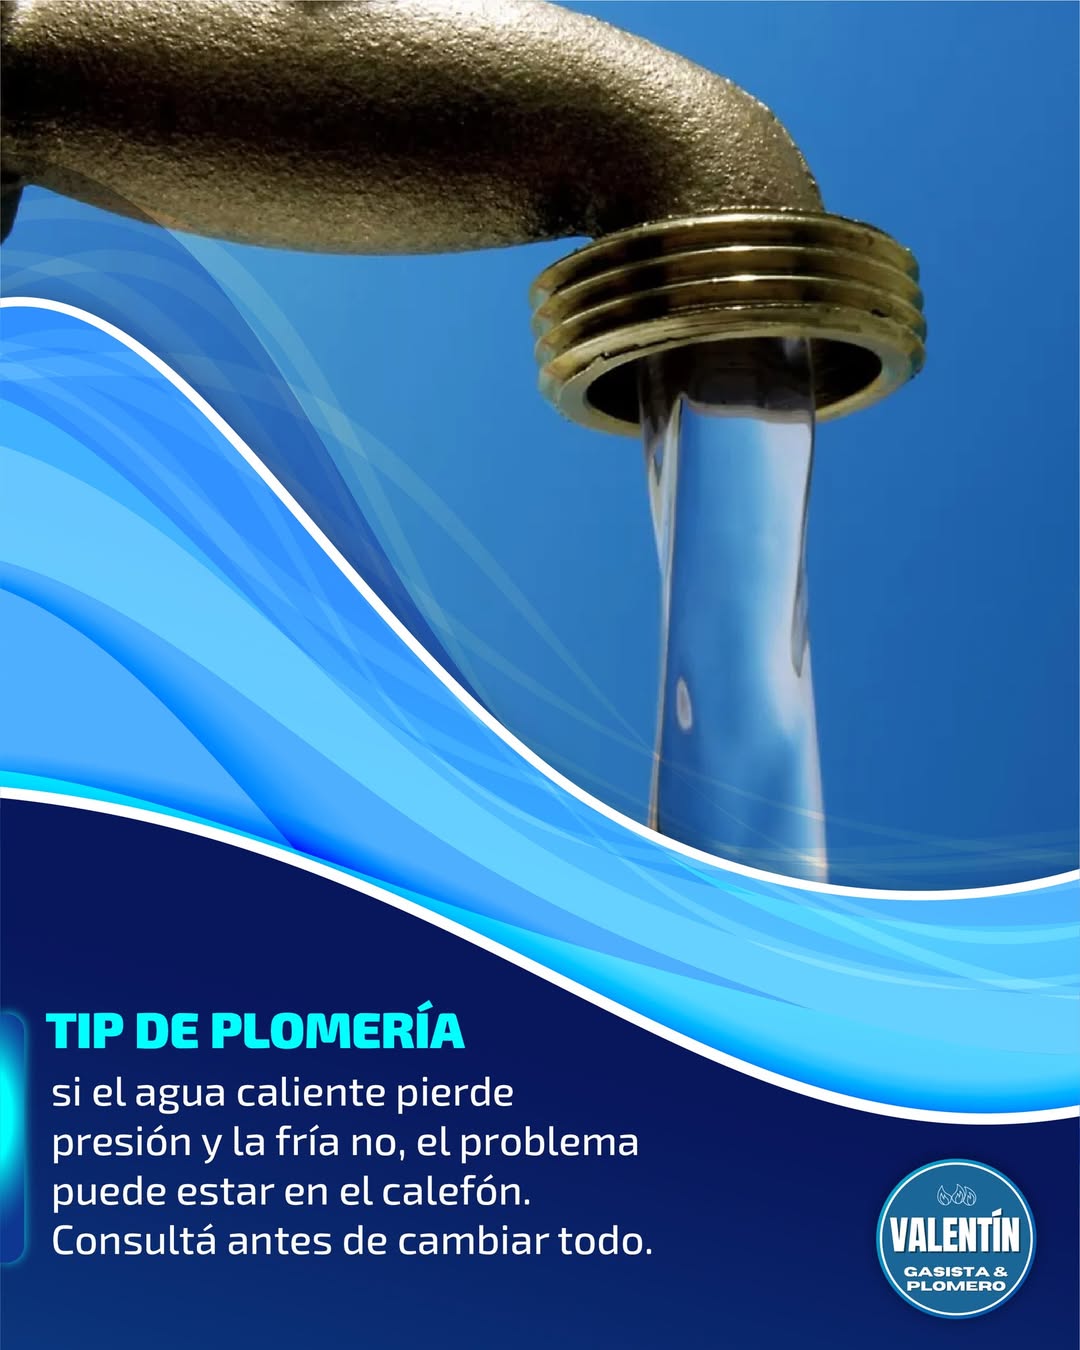 TIP DE PLOMERÍA
si el agua caliente pierde
presión y la fría no, el problema
puede estar en el calefón.
Consultá antes de cambiar todo.
VALENTÍN
GASISTA &
PLOMERO